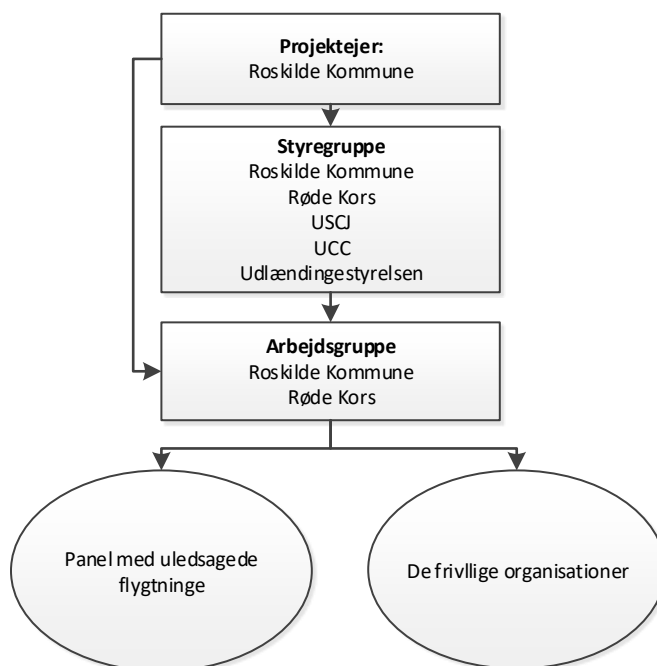 Projektejer:
Roskilde Kommune
Styregruppe
Roskilde Kommune
Røde Kors
USCJ
UCC
Udlændingestyrelsen
Arbejdsgruppe
Roskilde Kommune
Røde Kors
Panel med uledsagede
flygtninge
De frivllige organisationer